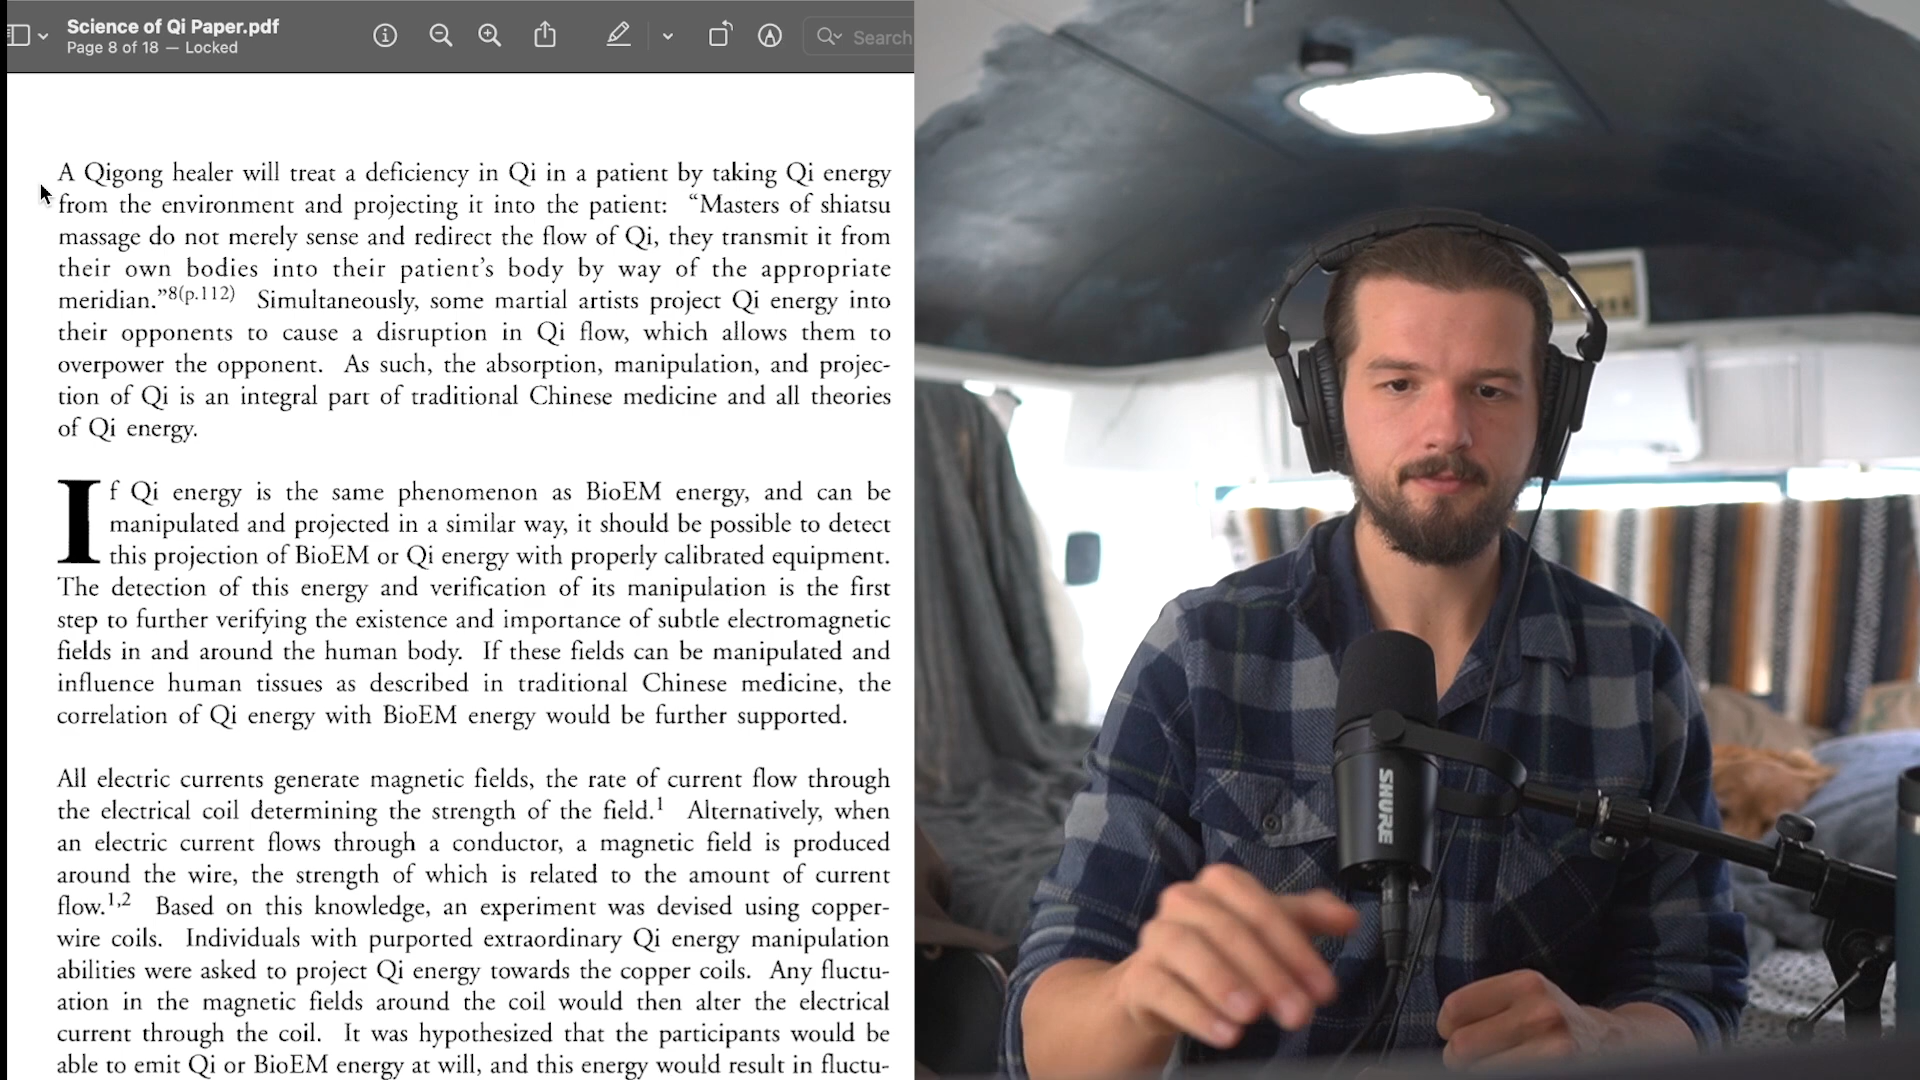 Science of Qi Paper.pdf
Page 8 of 18 — Locked
Search
A Qigong healer will treat a deficiency in Qi in a patient by taking Qi energy
from the environment and projecting it into the patient: “Masters of shiatsu
massage do not merely sense and redirect the flow of Qi, they transmit it from
their own bodies into their patient’s body by way of the appropriate
meridian.”8(p.112) Simultaneously, some martial artists project Qi energy into
their opponents to cause a disruption in Qi flow, which allows them to
overpower the opponent. As such, the absorption, manipulation, and projec-
tion of Qi is an integral part of traditional Chinese medicine and all theories
of Qi energy.
If Qi energy is the same phenomenon as BioEM energy, and can be
manipulated and projected in a similar way, it should be possible to detect
this projection of BioEM or Qi energy with properly calibrated equipment.
The detection of this energy and verification of its manipulation is the first
step to further verifying the existence and importance of subtle electromagnetic
fields in and around the human body. If these fields can be manipulated and
influence human tissues as described in traditional Chinese medicine, the
correlation of Qi energy with BioEM energy would be further supported.
All electric currents generate magnetic fields, the rate of current flow through
the electrical coil determining the strength of the field.1 Alternatively, when
an electric current flows through a conductor, a magnetic field is produced
around the wire, the strength of which is related to the amount of current
flow.1,2 Based on this knowledge, an experiment was devised using copper-
wire coils. Individuals with purported extraordinary Qi energy manipulation
abilities were asked to project Qi energy towards the copper coils. Any fluctu-
ation in the magnetic fields around the coil would then alter the electrical
current through the coil. It was hypothesized that the participants would be
able to emit Qi or BioEM energy at will, and this energy would result in fluctu-
SHURE